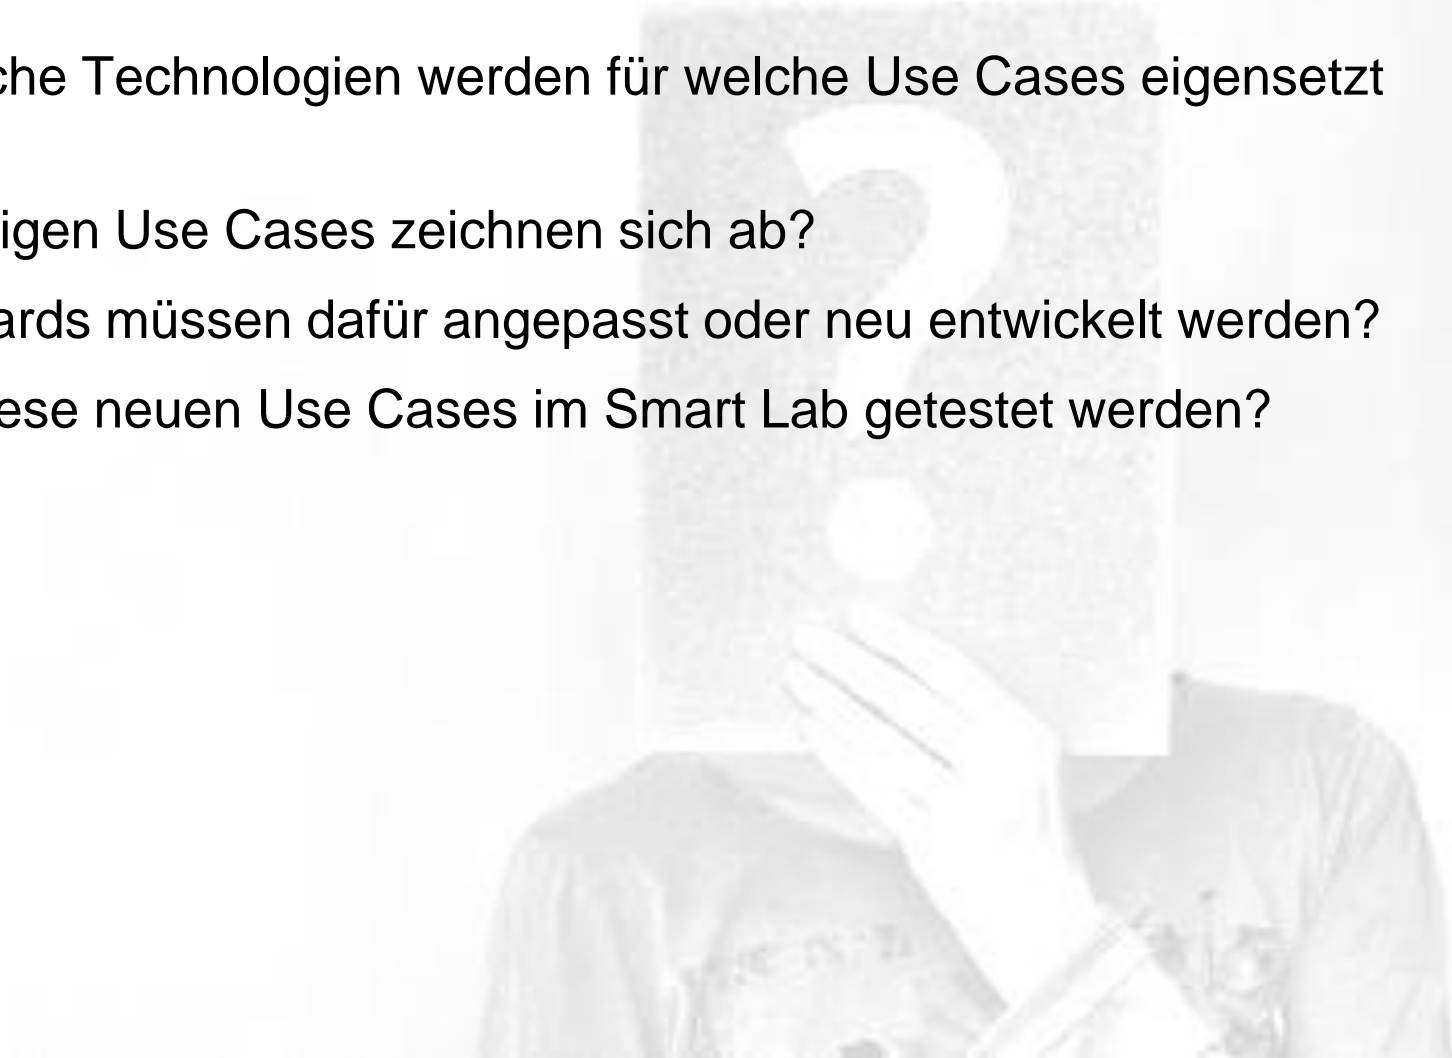 che Technologien werden für welche Use Cases eigensetzt
igen Use Cases zeichnen sich ab?
ards müssen dafür angepasst oder neu entwickelt werden?
ese neuen Use Cases im Smart Lab getestet werden?